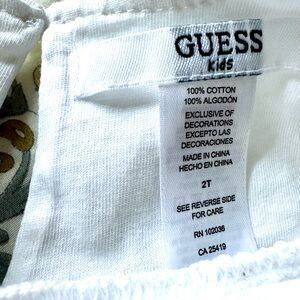 GUESS
Kids
100% COTTON
100% ALGODÓN
EXCLUSIVE OF
DECORATIONS
EXCEPTO LAS
DECORACIONES
MADE IN CHINA
HECHO EN CHINA
2T
SEE REVERSE SIDE
FOR CARE
RN 102036
CA 25419